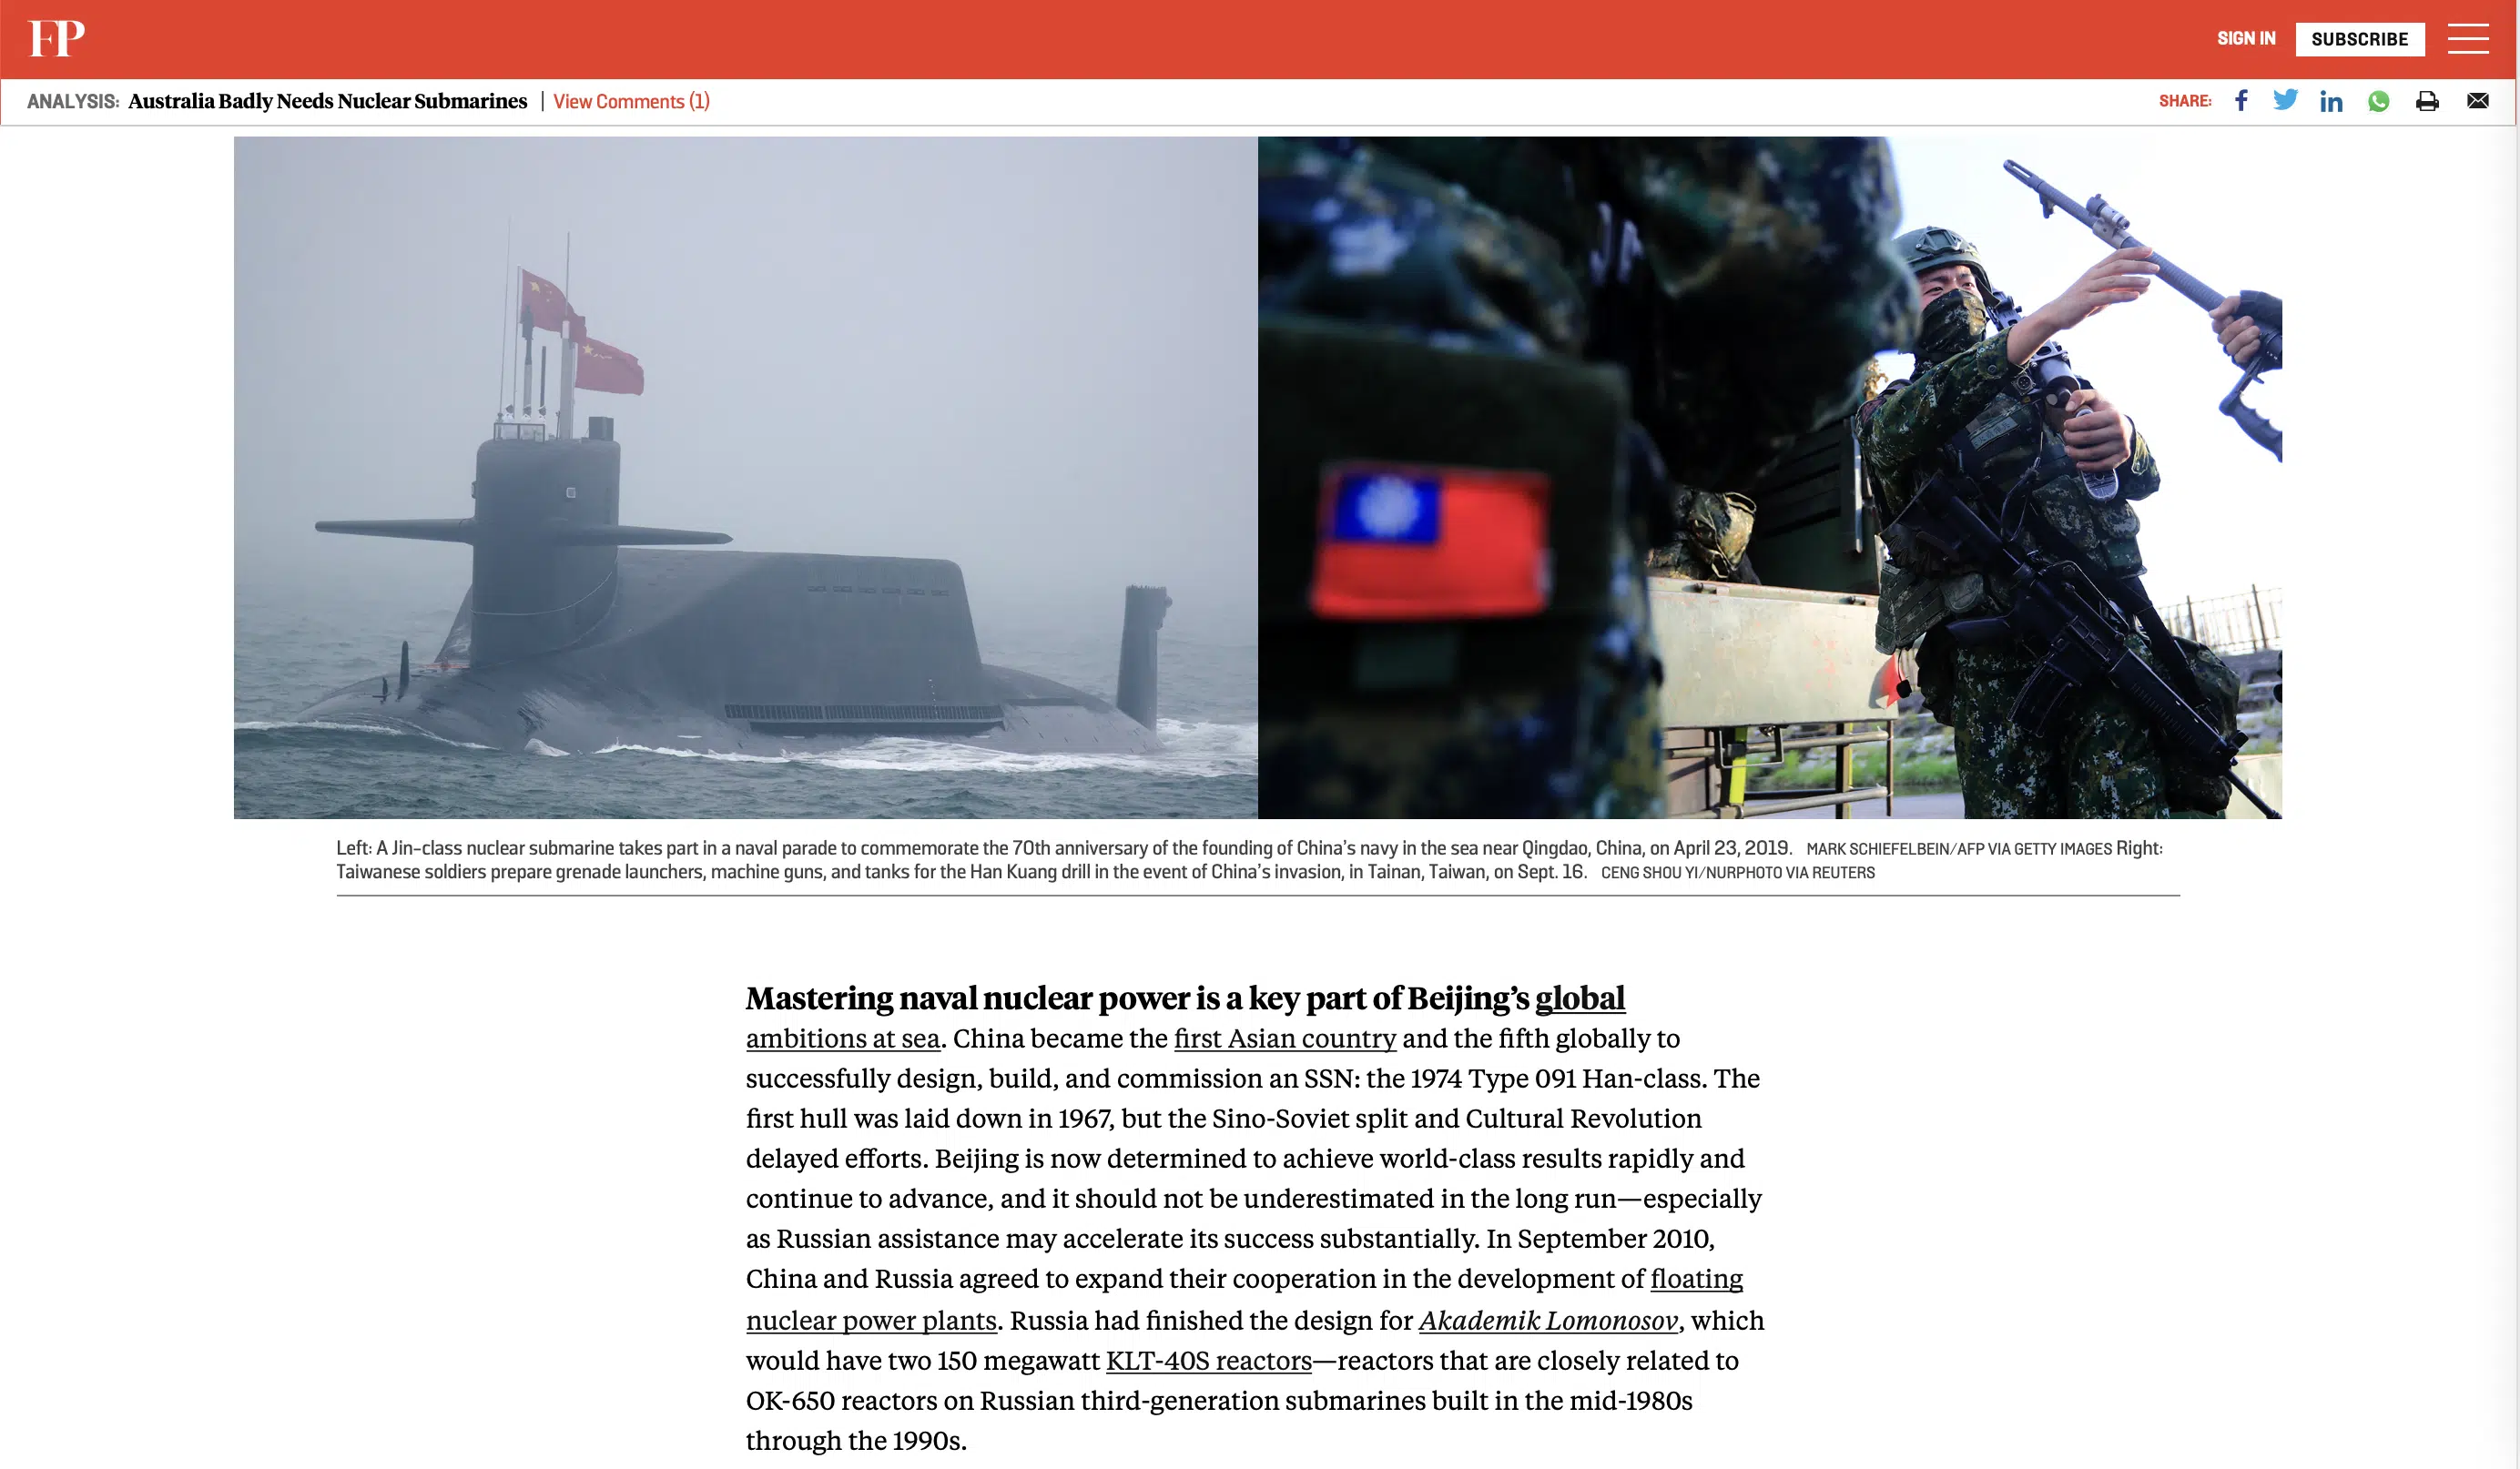 FP
SIGN IN
SUBSCRIBE
ANALYSIS: Australia Badly Needs Nuclear Submarines | View Comments (1)
SHARE:
Left: A Jin-class nuclear submarine takes part in a naval parade to commemorate the 70th anniversary of the founding of China’s navy in the sea near Qingdao, China, on April 23, 2019. MARK SCHIEFELBEIN/AFP VIA GETTY IMAGES Right:
Taiwanese soldiers prepare grenade launchers, machine guns, and tanks for the Han Kuang drill in the event of China’s invasion, in Tainan, Taiwan, on Sept. 16. CENG SHOU YI/NURPHOTO VIA REUTERS
Mastering naval nuclear power is a key part of Beijing’s global
ambitions at sea. China became the first Asian country and the fifth globally to
successfully design, build, and commission an SSN: the 1974 Type 091 Han-class. The
first hull was laid down in 1967, but the Sino-Soviet split and Cultural Revolution
delayed efforts. Beijing is now determined to achieve world-class results rapidly and
continue to advance, and it should not be underestimated in the long run—especially
as Russian assistance may accelerate its success substantially. In September 2010,
China and Russia agreed to expand their cooperation in the development of floating
nuclear power plants. Russia had finished the design for Akademik Lomonosov, which
would have two 150 megawatt KLT-40S reactors—reactors that are closely related to
OK-650 reactors on Russian third-generation submarines built in the mid-1980s
through the 1990s.